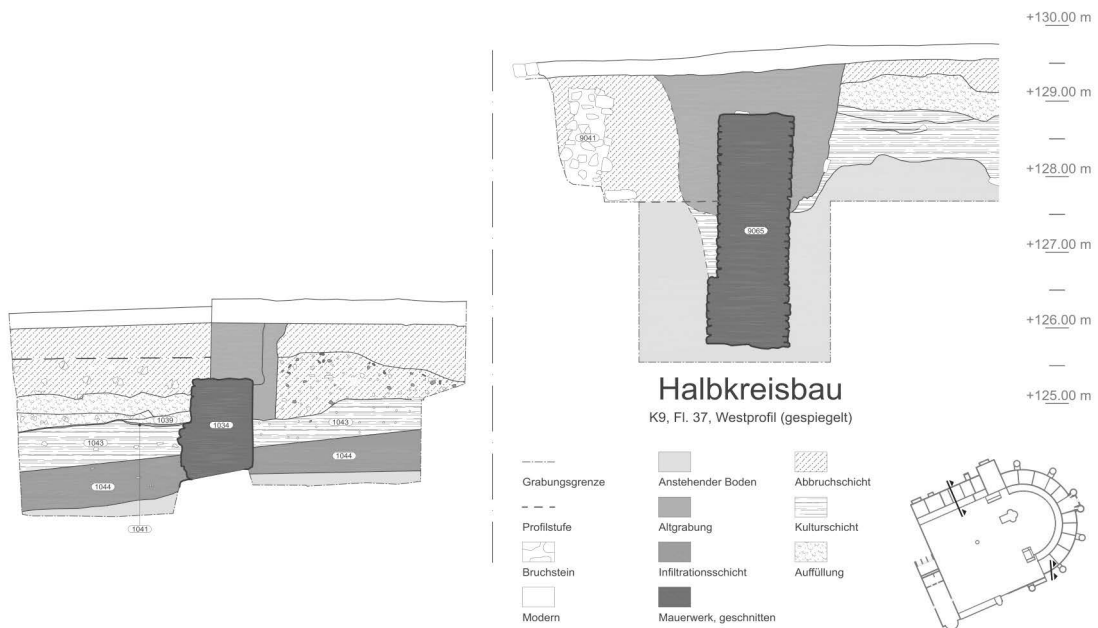 +130.00 m
+129.00 m
+128.00 m
+127.00 m
+126.00 m
+125.00 m
9041
9065
1039
1034
1043
1043
1044
1044
1041
Halbkreisbau
K9, Fl. 37, Westprofil (gespiegelt)
Grabungsgrenze
Anstehender Boden
Abbruchschicht
Profilstufe
Altgrabung
Kulturschicht
Bruchstein
Infiltrationsschicht
Auffüllung
Modern
Mauerwerk, geschnitten